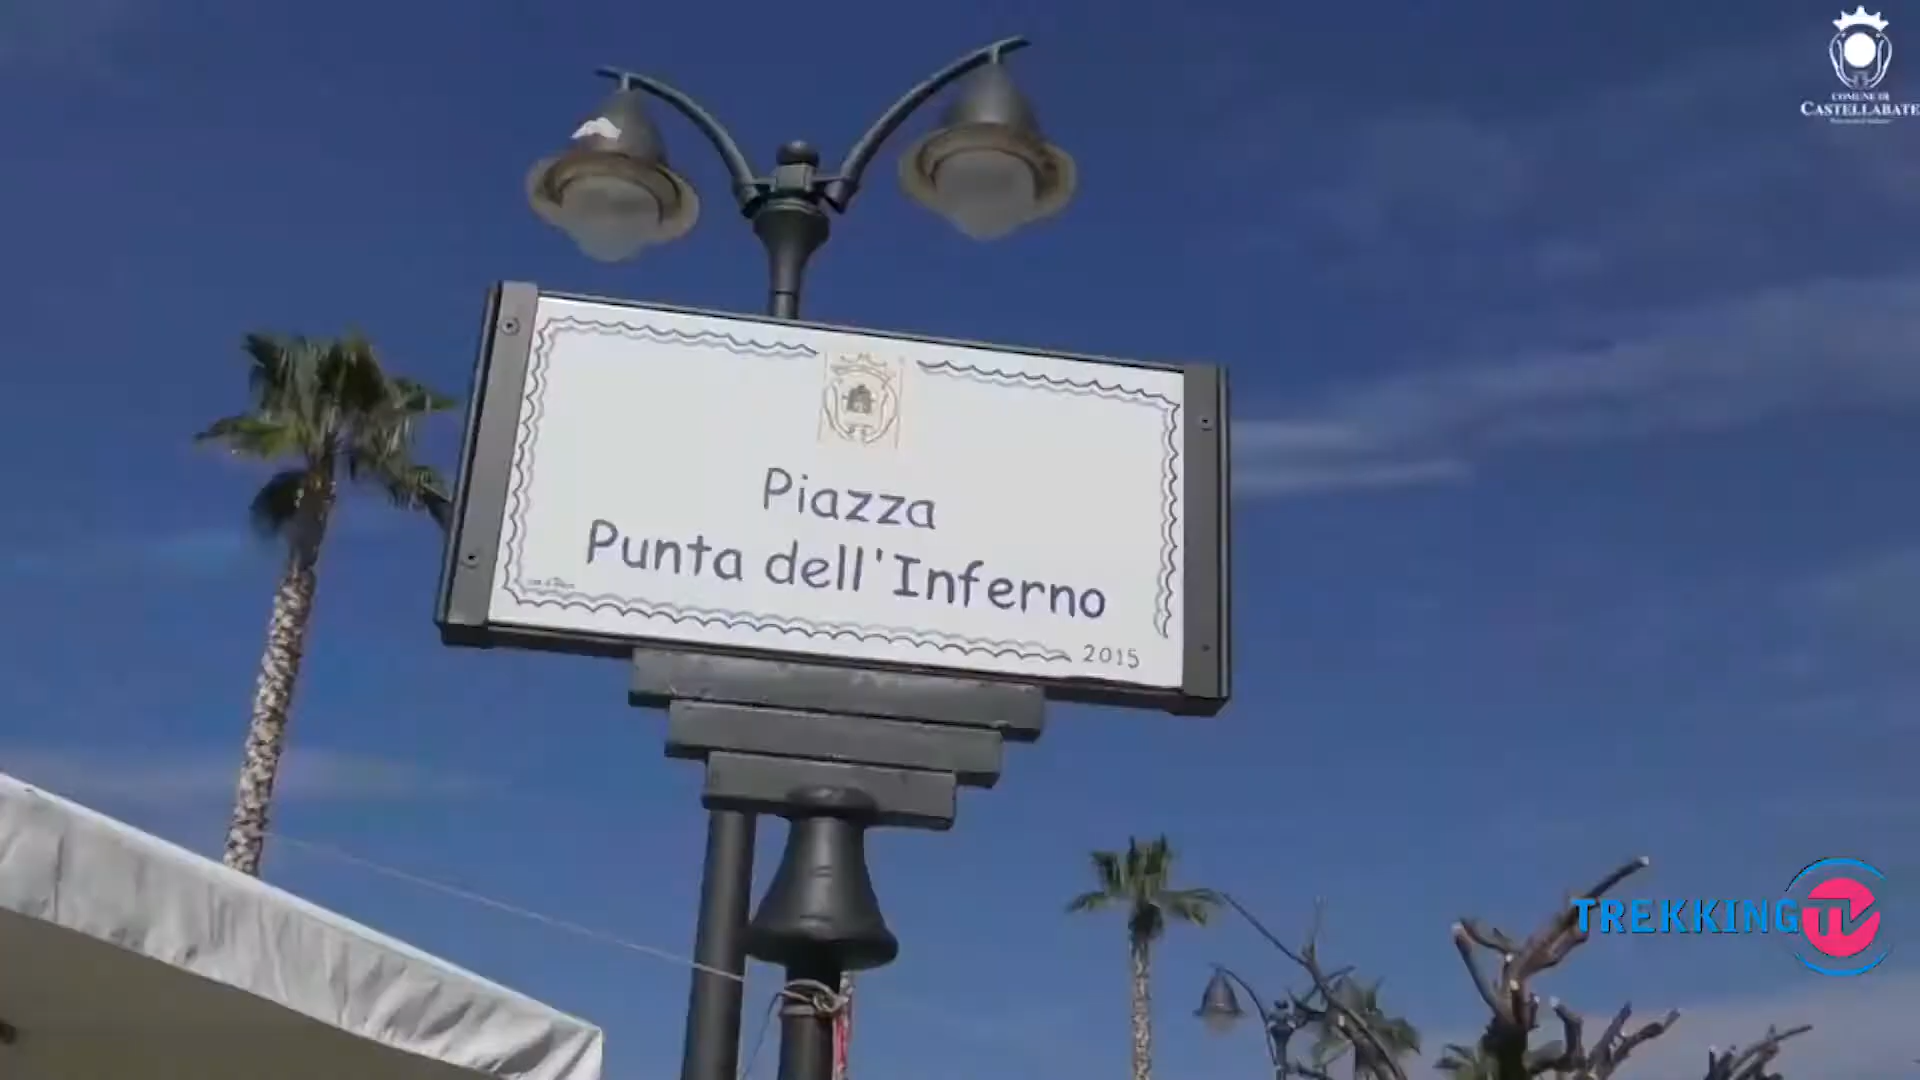 COMUNE DI
CASTELLABATE
Piazza
Punta dell'Inferno
2015
TREKKING TV